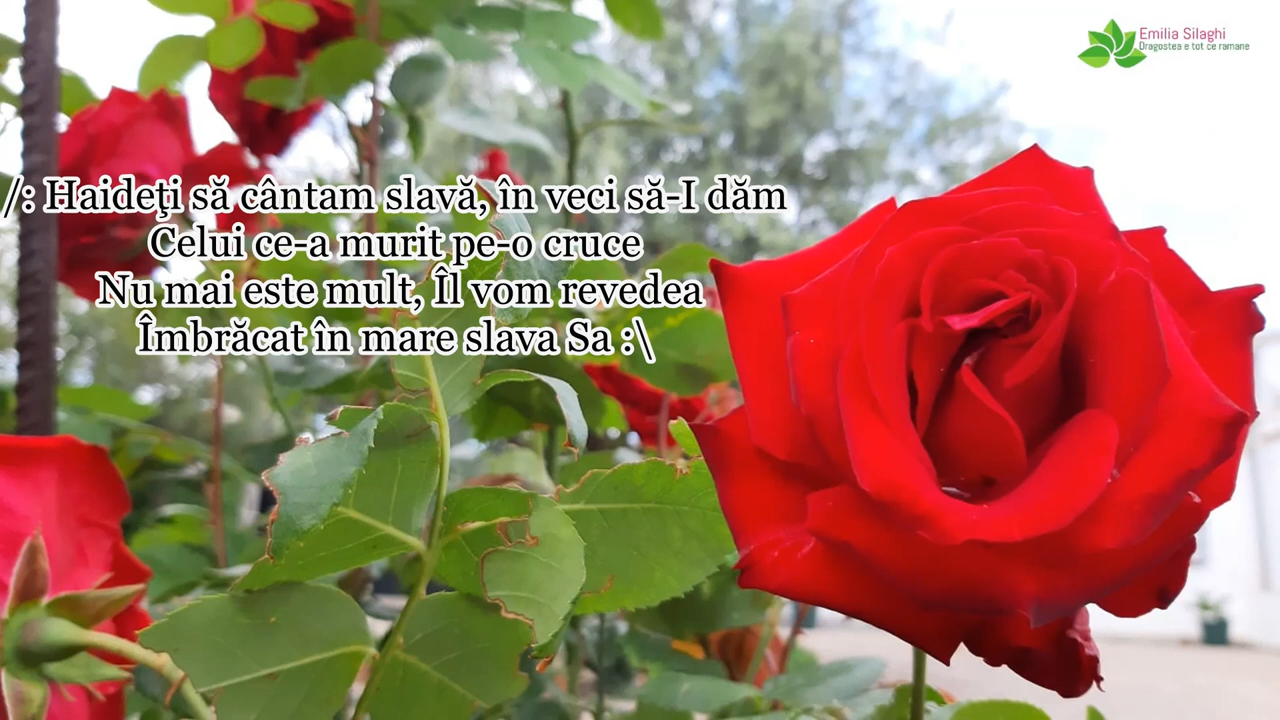 Emilia Silaghi
Dragostea e tot ce ramane
/: Haideţi să cântam slavă, în veci să-I dăm
Celui ce-a murit pe-o cruce
Nu mai este mult, Îl vom revedea
Îmbrăcat în mare slava Sa :\